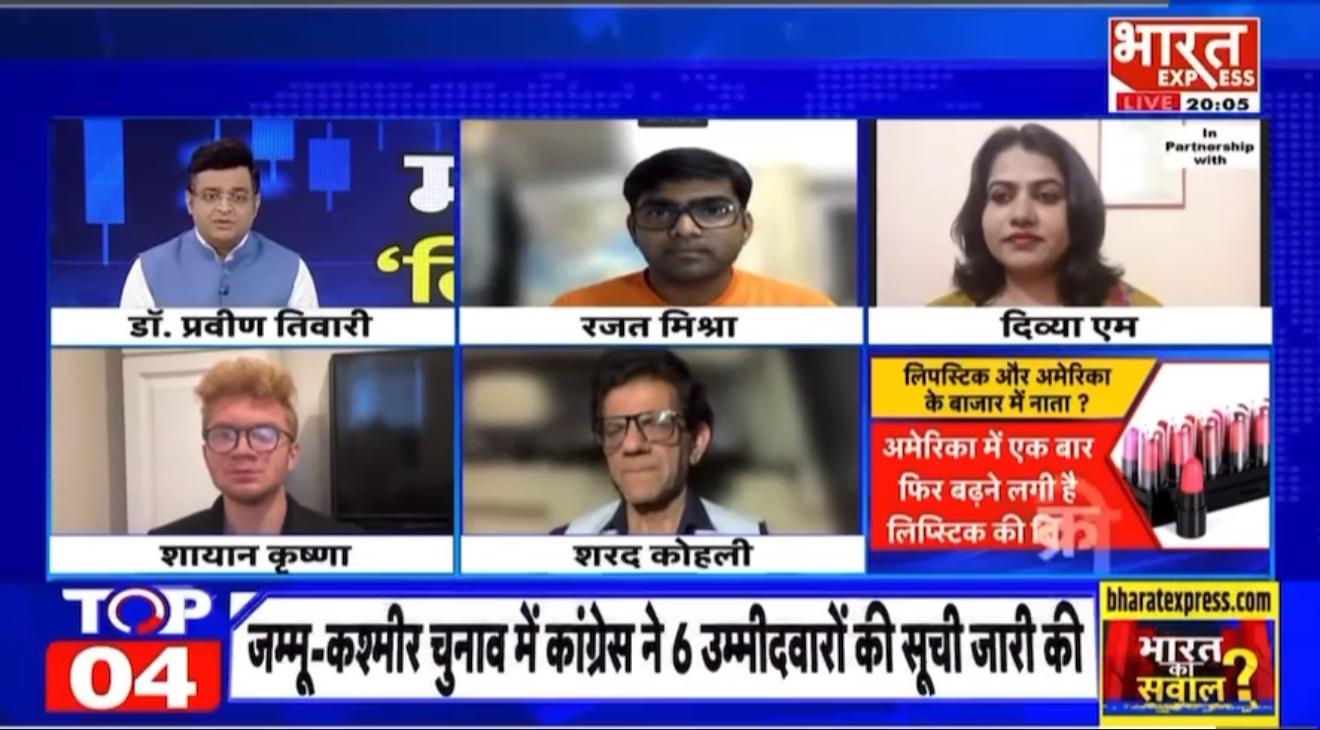 भारत
EXPRESS
LIVE 20:05
In
Partnership
with
डॉ. प्रवीण तिवारी
रजत मिश्रा
दिव्या एम
शायान कृष्णा
शरद कोहली
लिपस्टिक और अमेरिका
के बाजार में नाता ?
अमेरिका में एक बार
फिर बढ़ने लगी है
लिप्स्टिक की
TOP
04
जम्मू-कश्मीर चुनाव में कांग्रेस ने 6 उम्मीदवारों की सूची जारी की
bharatexpress.com
भारत
का
सवाल ?